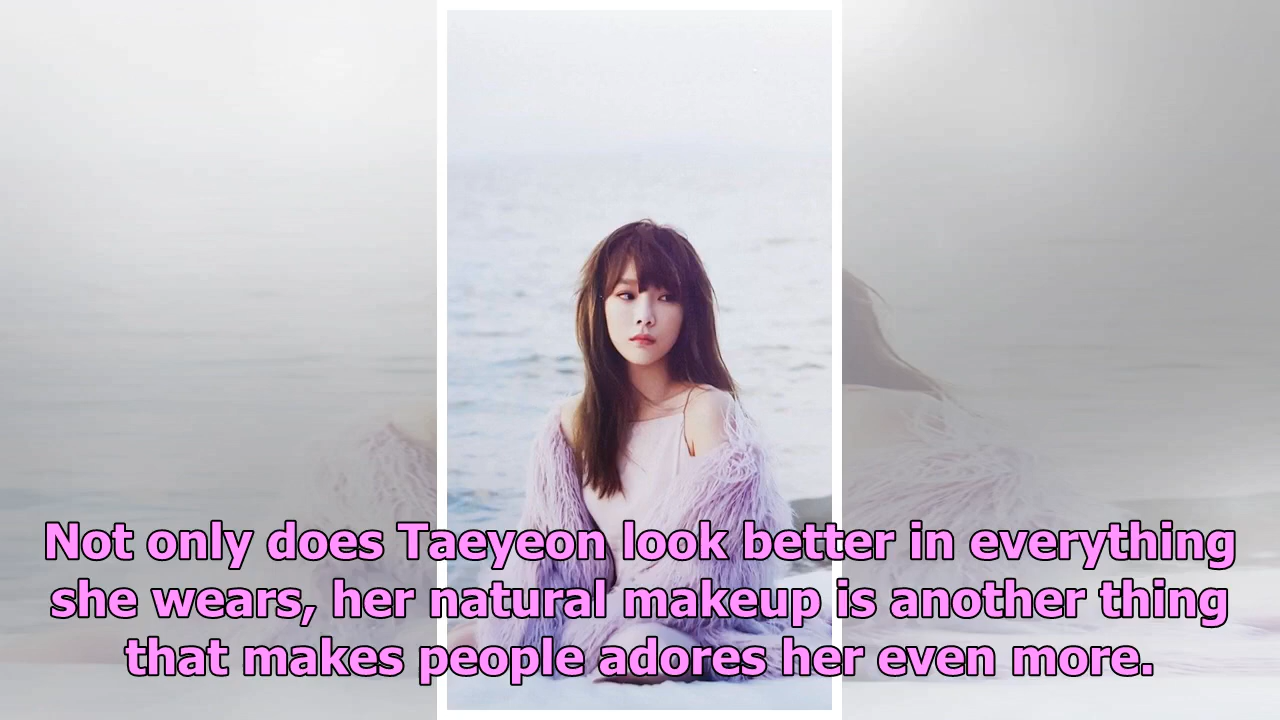 Not only does Taeyeon look better in everything
she wears, her natural makeup is another thing
that makes people adores her even more.